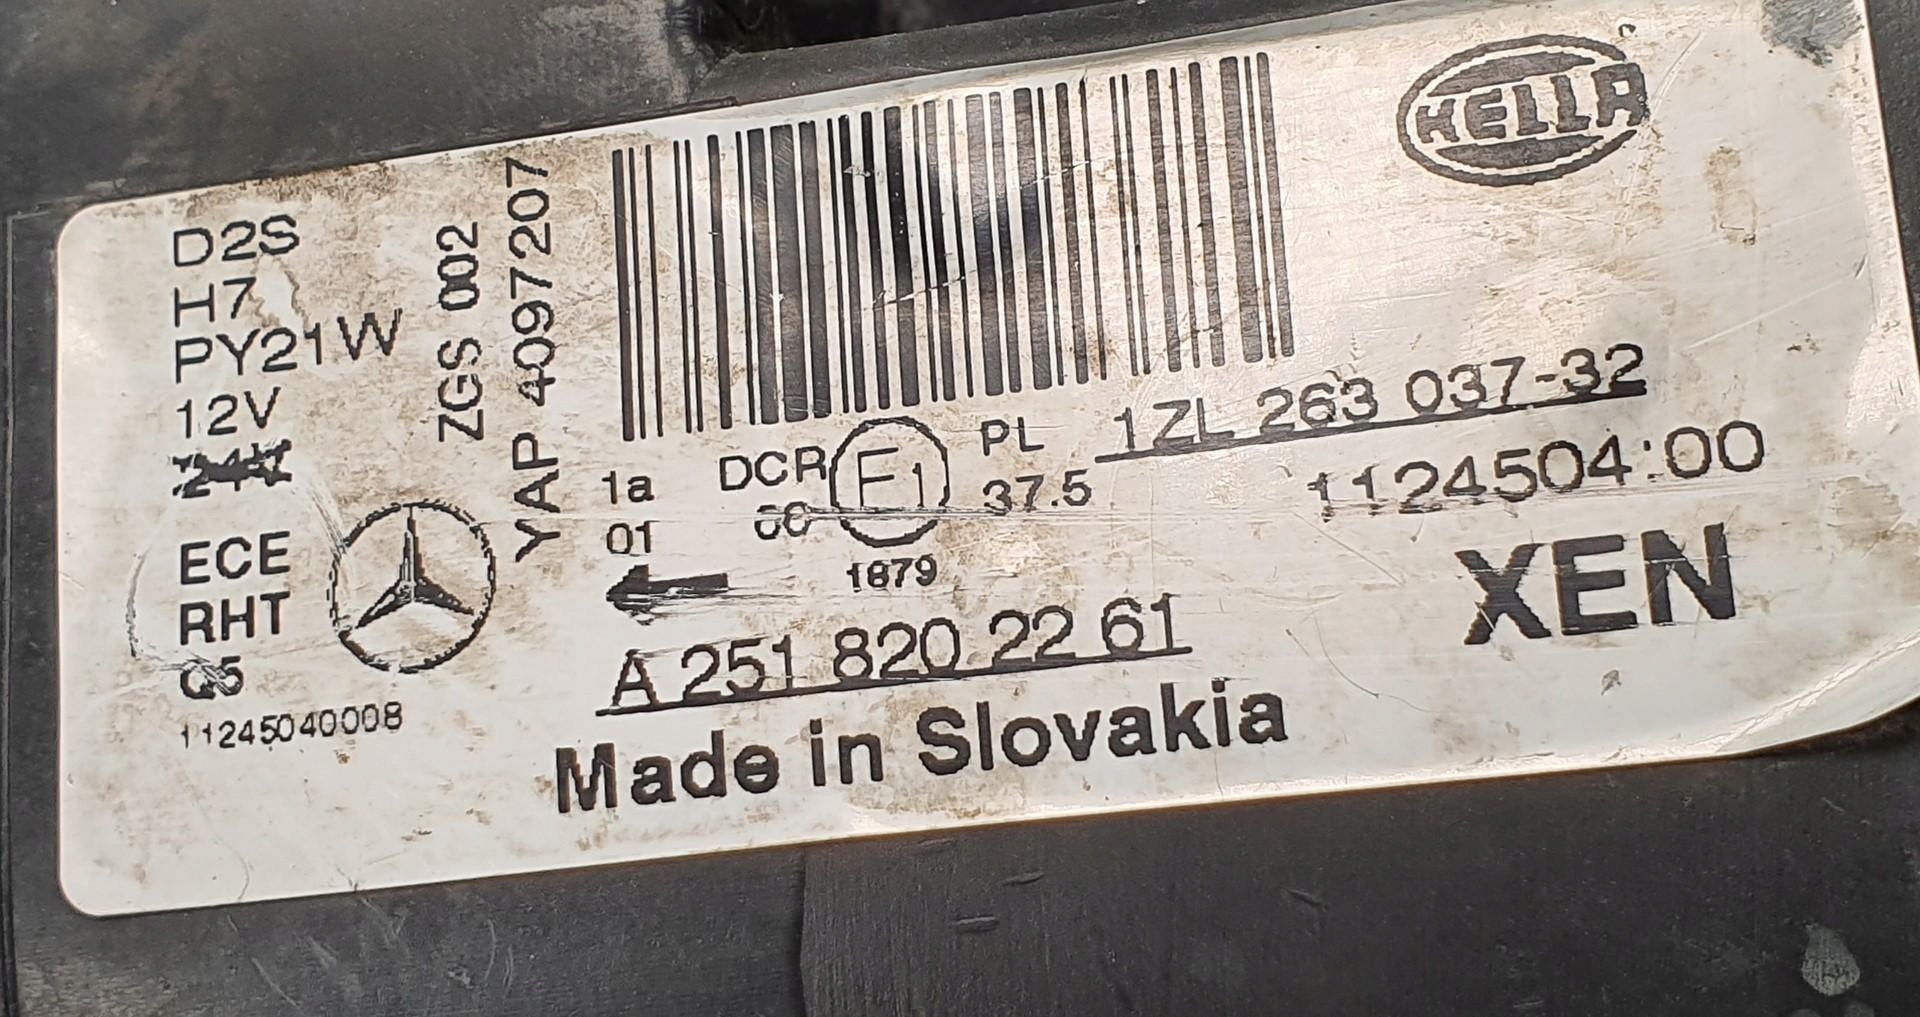 HELLA
D2S
H7
PY21W
12V
ECE
RHT
11245040008
ZGS 002
YAP 4097207
1a
01
DCR
E1
1879
PL
37.5
1ZL 263 037-32
1124504:00
XEN
A 251 820 22 61
Made in Slovakia